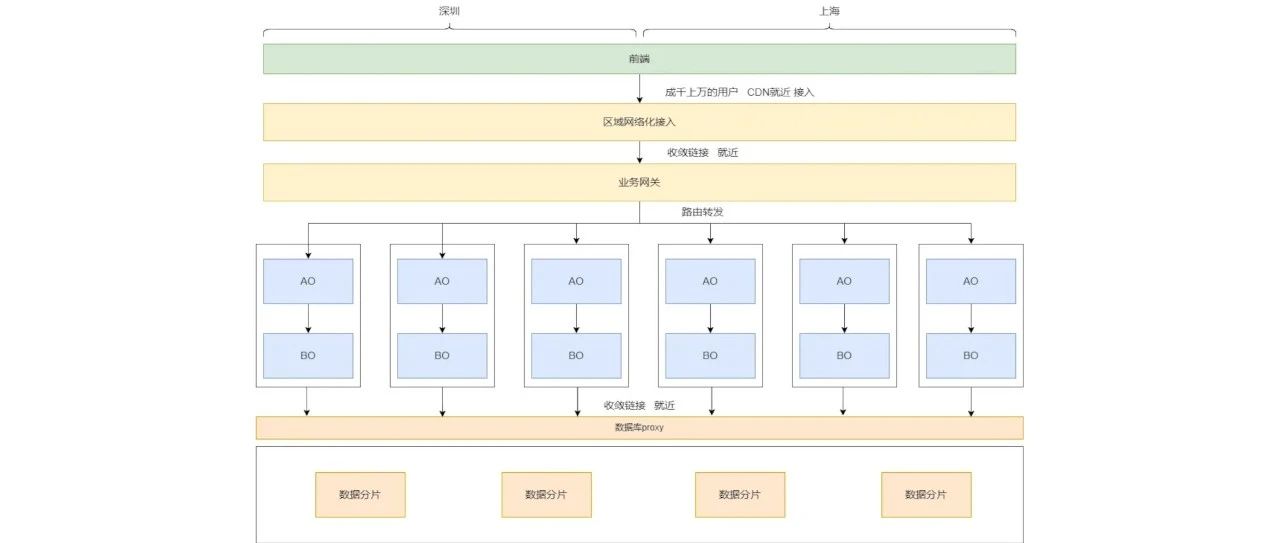 深圳
上海
前端
成千上万的用户 CDN就近 接入
区域网络化接入
收敛链接 就近
业务网关
路由转发
AO
AO
AO
AO
AO
AO
BO
BO
BO
BO
BO
BO
收敛链接 就近
数据库proxy
数据分片
数据分片
数据分片
数据分片